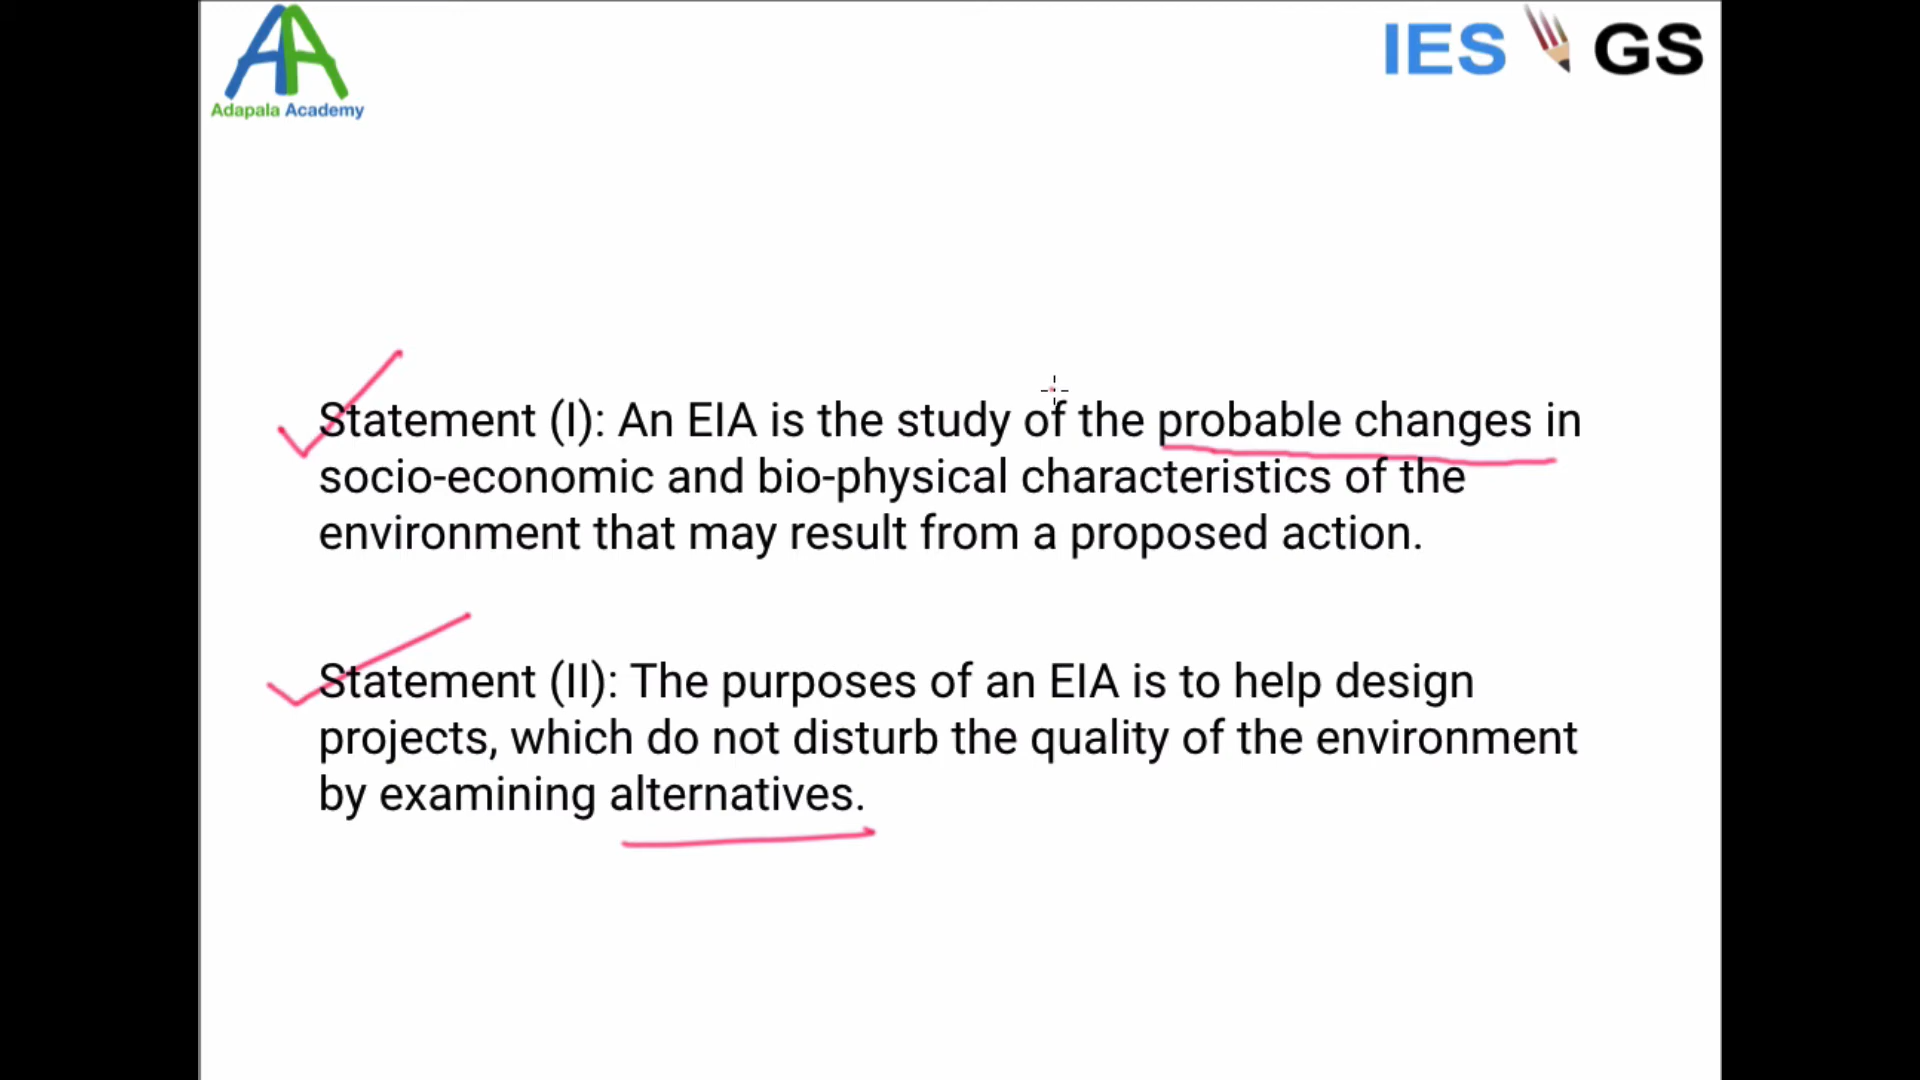 Adapala Academy
IES GS
Statement (I): An EIA is the study of the probable changes in
socio-economic and bio-physical characteristics of the
environment that may result from a proposed action.
Statement (II): The purposes of an EIA is to help design
projects, which do not disturb the quality of the environment
by examining alternatives.